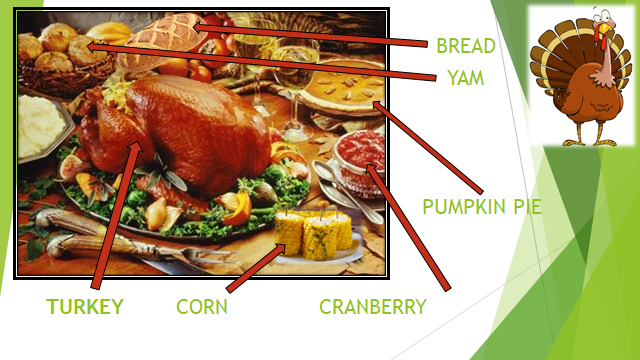 BREAD
YAM
PUMPKIN PIE
TURKEY CORN CRANBERRY